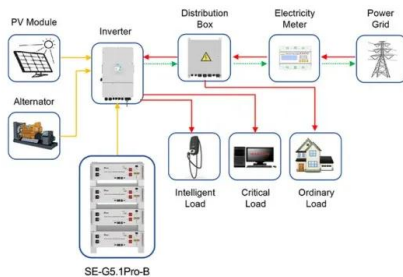 PV Module
Inverter
Distribution
Box
Electricity
Meter
Power
Grid
Alternator
Intelligent
Load
Critical
Load
Ordinary
Load
SE-G5.1Pro-B